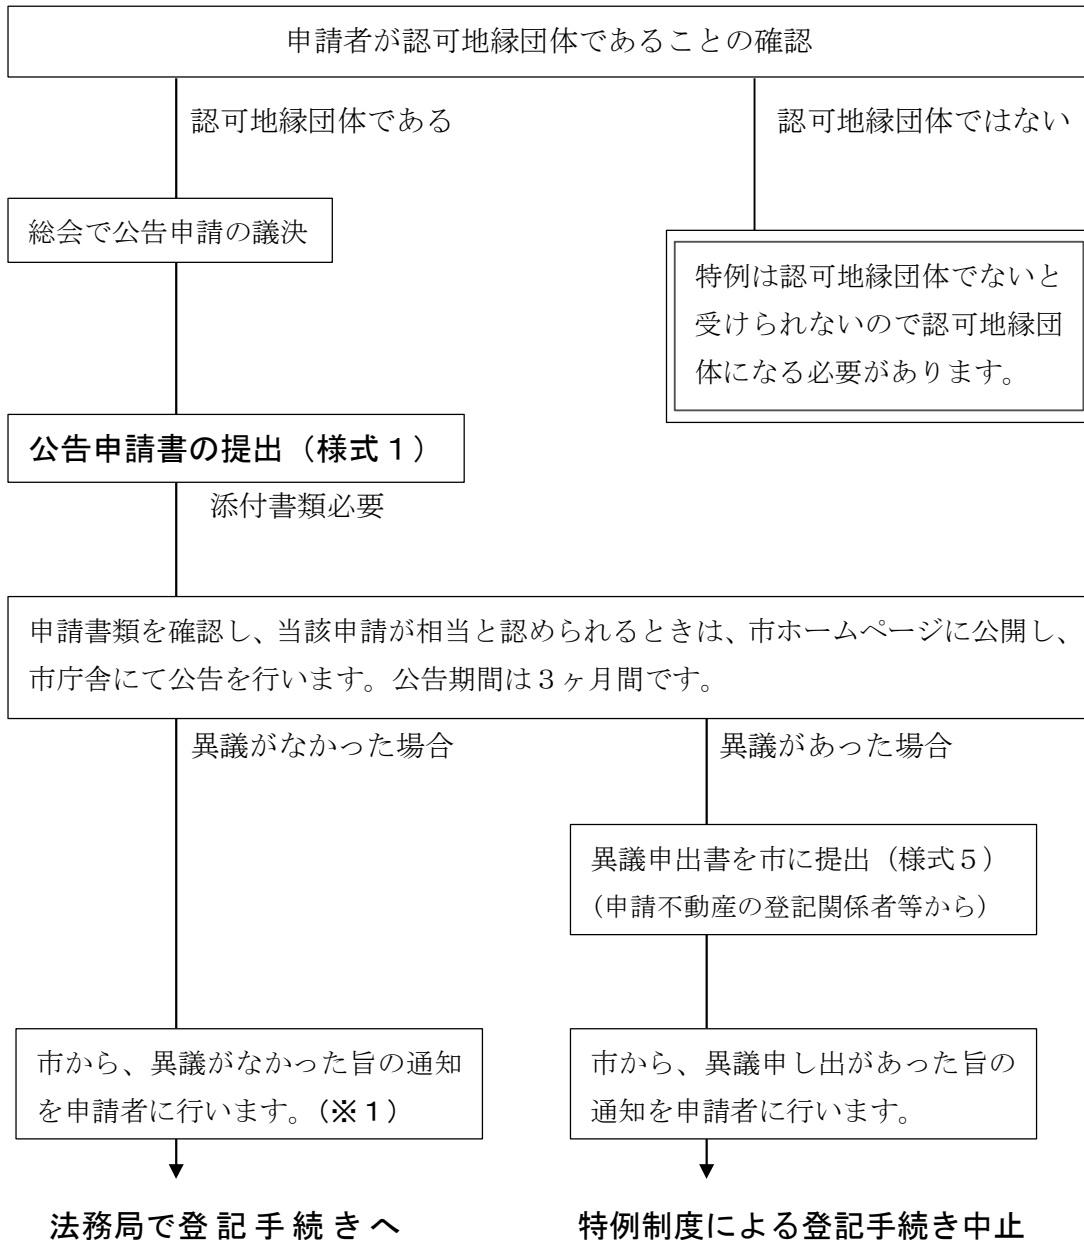 申請者が認可地縁団体であることの確認
認可地縁団体である
認可地縁団体ではない
総会で公告申請の議決
特例は認可地縁団体でないと
受けられないので認可地縁団
体になる必要があります。
公告申請書の提出（様式１）
添付書類必要
申請書類を確認し、当該申請が相当と認められるときは、市ホームページに公開し、
市庁舎にて公告を行います。公告期間は３ヶ月間です。
異議がなかった場合
異議があった場合
異議申出書を市に提出（様式５）
（申請不動産の登記関係者等から）
市から、異議がなかった旨の通知
を申請者に行います。（※１）
市から、異議申し出があった旨の
通知を申請者に行います。
法務局で登記手続きへ
特例制度による登記手続き中止